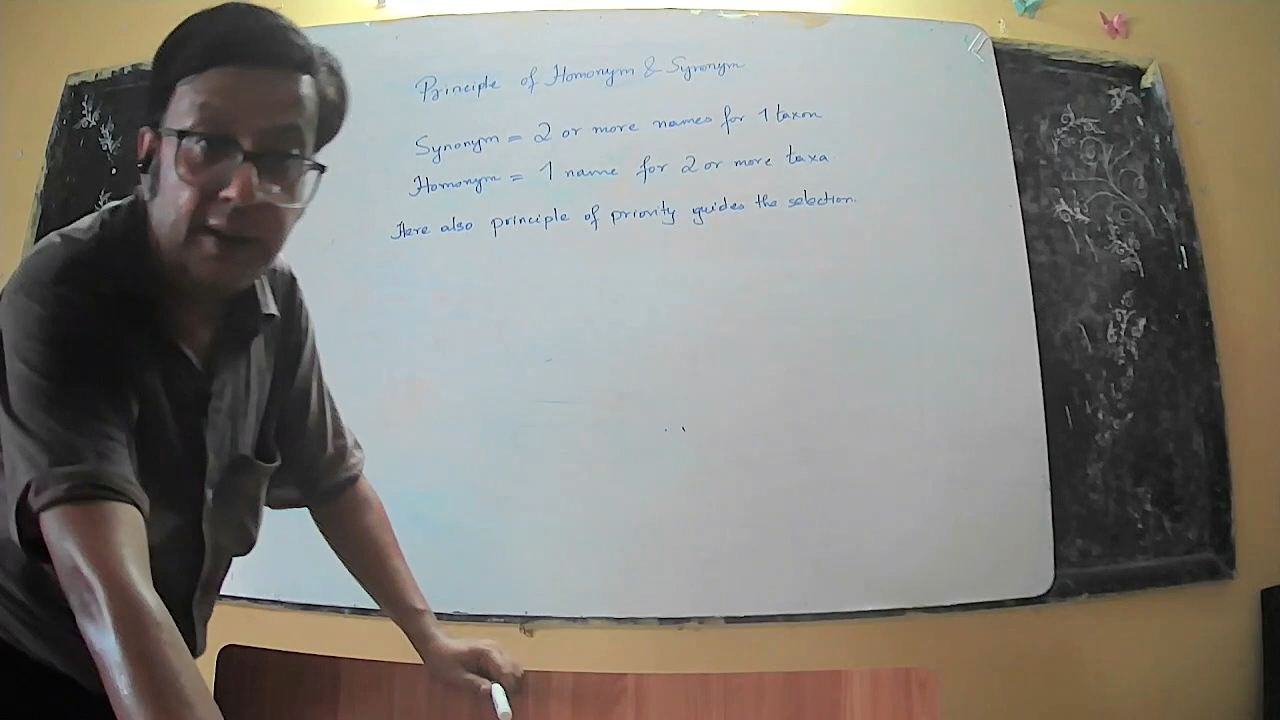 Principle of Homonym & Synonym
Synonym = 2 or more names for 1 taxon
Homonym = 1 name for 2 or more taxa
Here also principle of priority guides the selection.